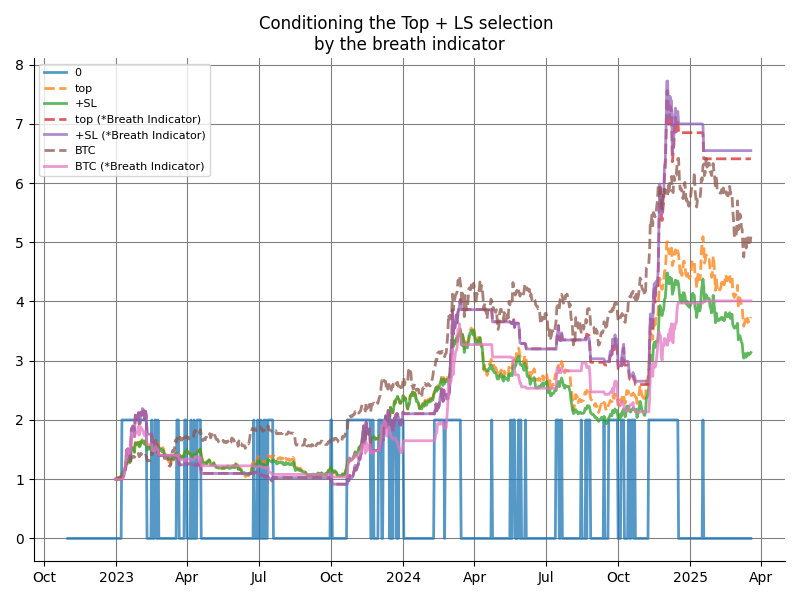 Conditioning the Top + LS selection
by the breath indicator
8
7
6
5
4
3
2
1
0
0
top
+SL
top (*Breath Indicator)
+SL (*Breath Indicator)
BTC
BTC (*Breath Indicator)
Oct 2023 Apr Jul Oct 2024 Apr Jul Oct 2025 Apr